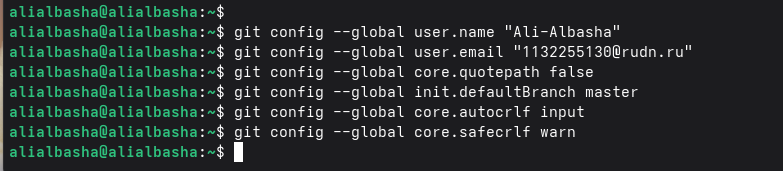 alialbasha@alialbasha:~$
alialbasha@alialbasha:~$ git config --global user.name "Ali-Albasha"
alialbasha@alialbasha:~$ git config --global user.email "1132255130@rudn.ru"
alialbasha@alialbasha:~$ git config --global core.quotepath false
alialbasha@alialbasha:~$ git config --global init.defaultBranch master
alialbasha@alialbasha:~$ git config --global core.autocrlf input
alialbasha@alialbasha:~$ git config --global core.safecrlf warn
alialbasha@alialbasha:~$